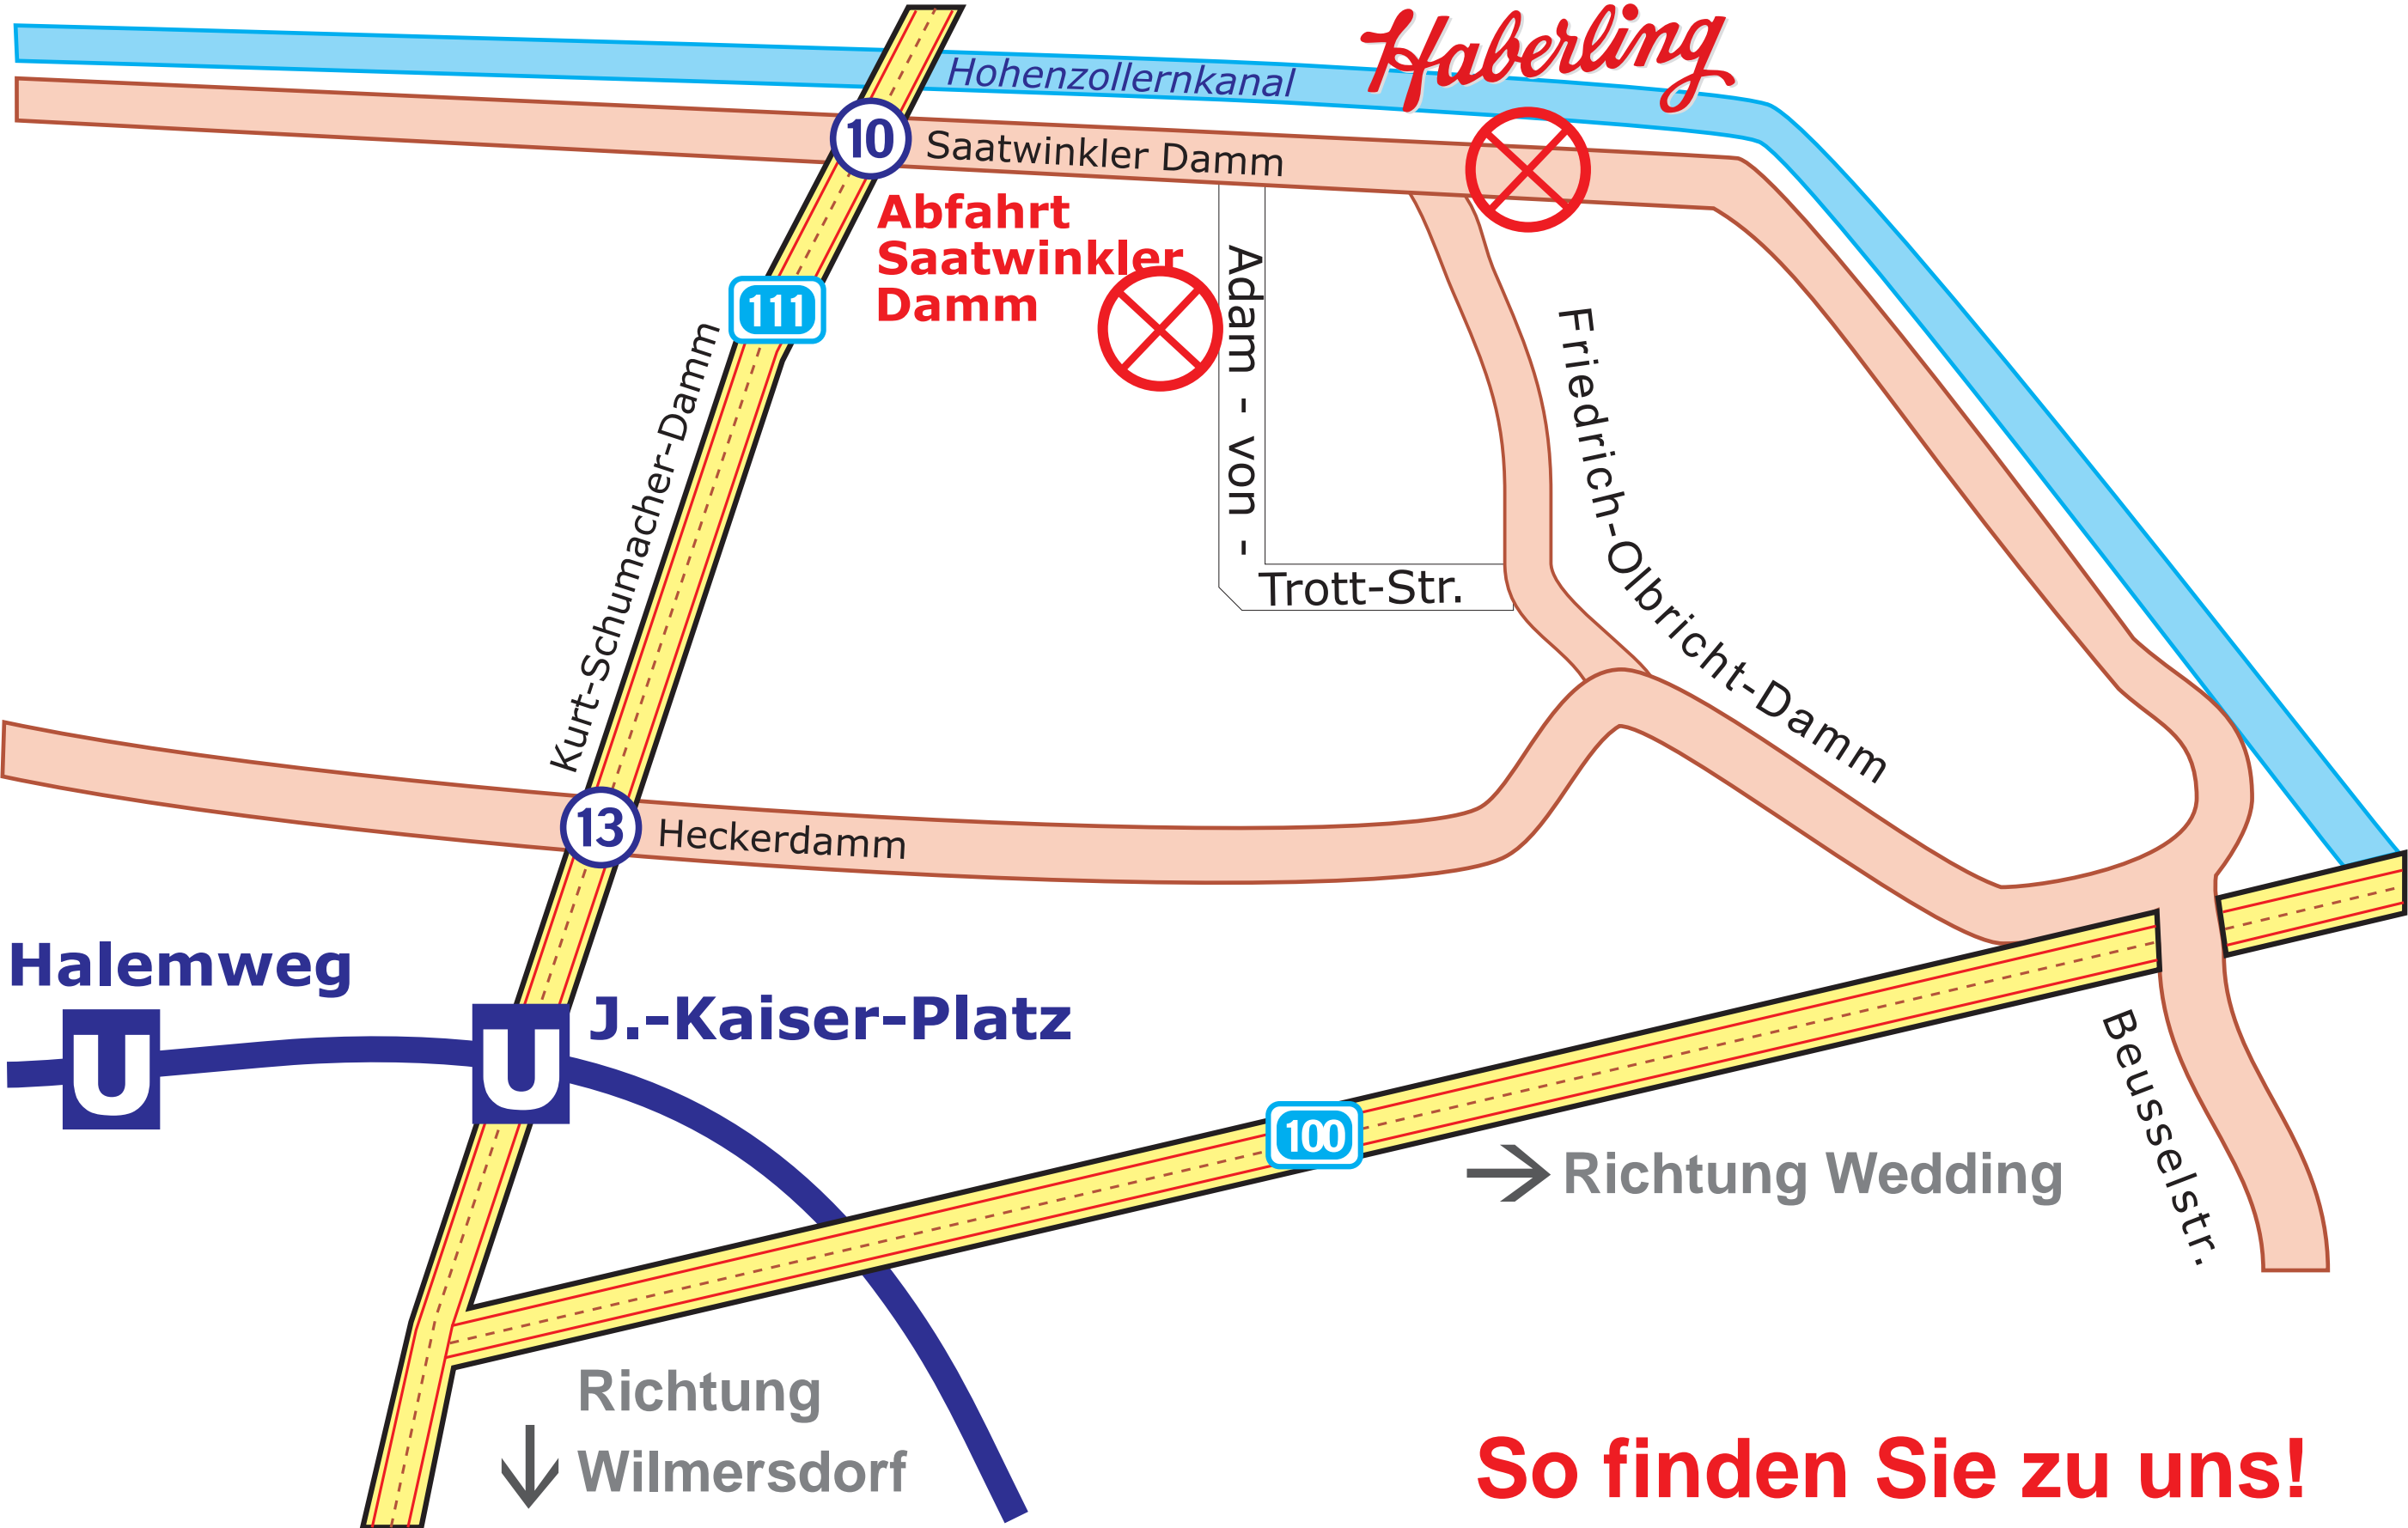 Haberling
Hohenzollernkanal
10
Saatwinkler Damm
Abfahrt
Saatwinkler
Damm
111
Adam - von -
Trott-Str.
Friedrich-Olbricht-Damm
Kurt-Schumacher-Damm
13
Heckerdamm
Halemweg
U
J.-Kaiser-Platz
U
100
Richtung Wedding
Beusselstr.
Richtung
Wilmersdorf
So finden Sie zu uns!